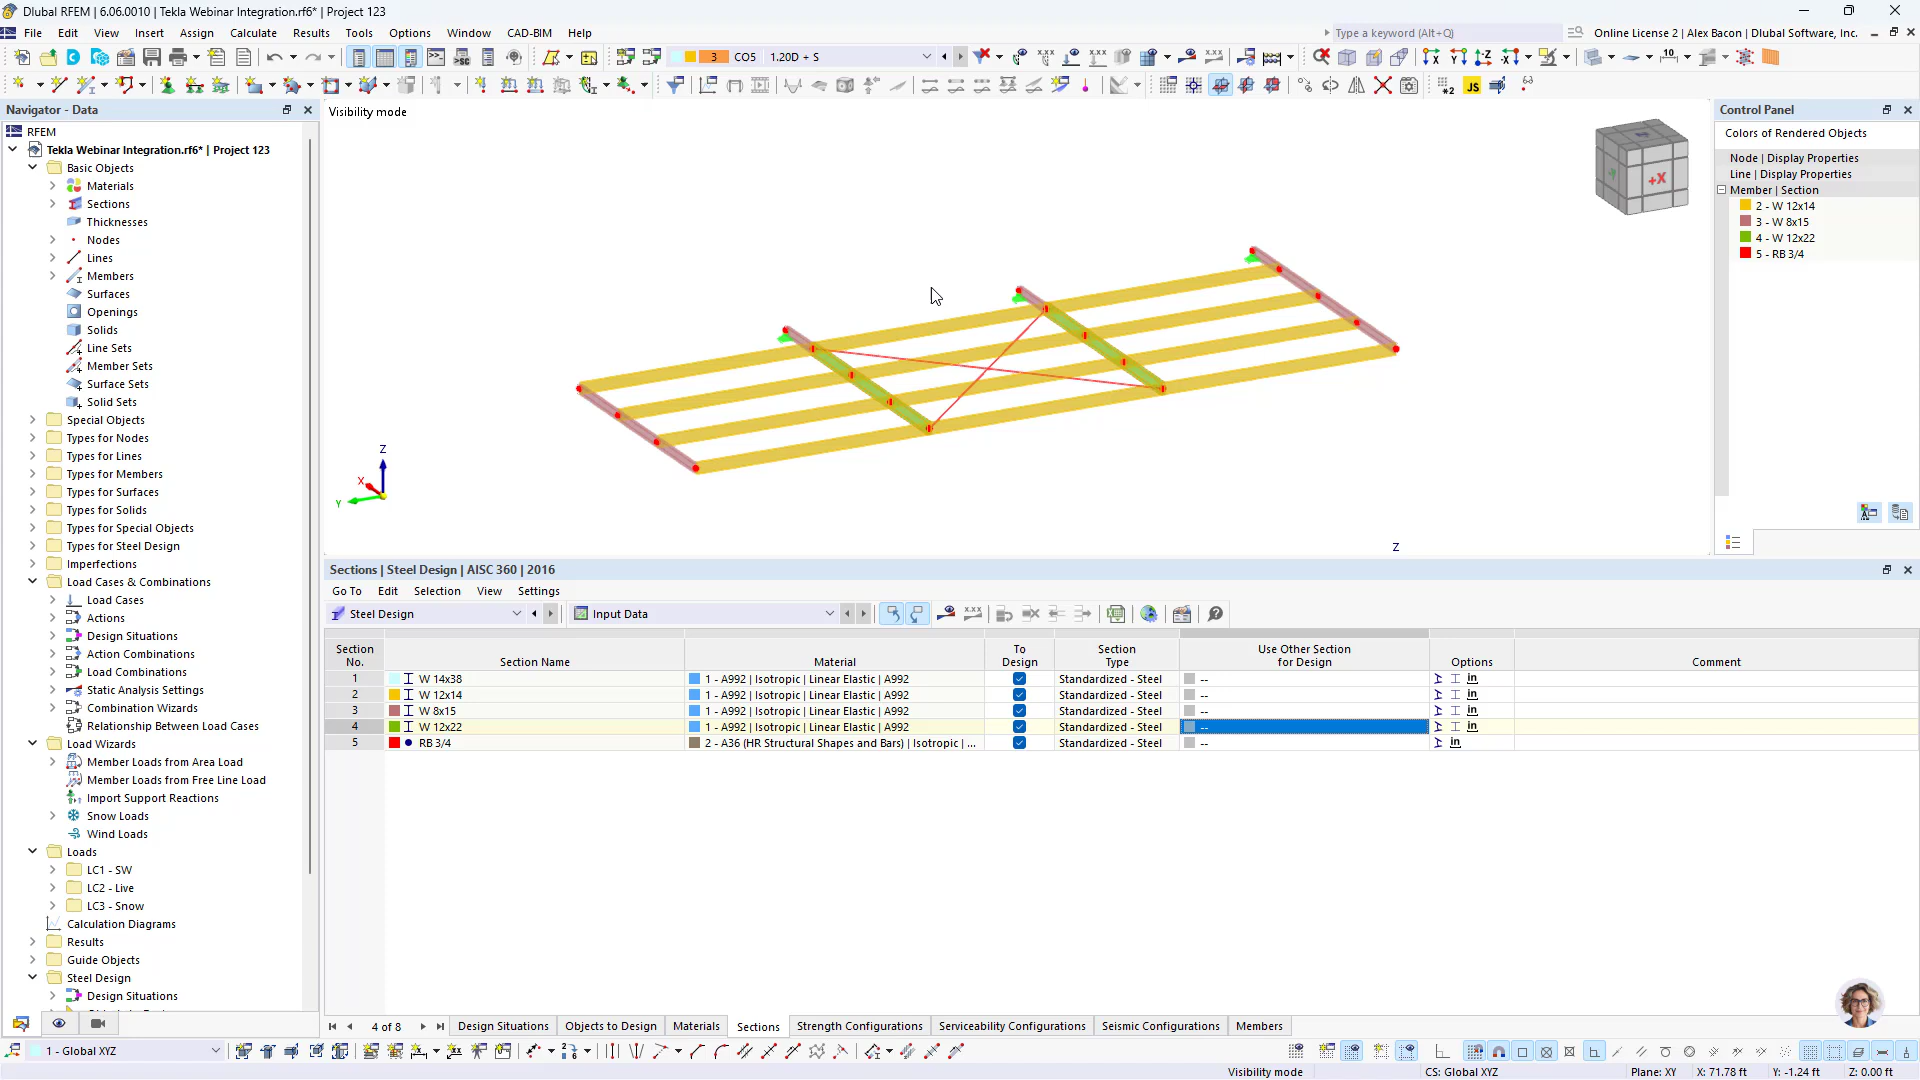 Dlubal RFEM | 6.06.0010 | Tekla Webinar Integration.rf6* | Project 123
File Edit View Insert Assign Calculate Results Tools Options Window CAD-BIM Help
Type a keyword (Alt+Q)
Online License 2 | Alex Bacon | Dlubal Software, Inc.
3 CO5 1.20D + S
Navigator - Data
RFEM
Tekla Webinar Integration.rf6* | Project 123
Basic Objects
Materials
Sections
Thicknesses
Nodes
Lines
Members
Surfaces
Openings
Solids
Line Sets
Member Sets
Surface Sets
Solid Sets
Special Objects
Types for Nodes
Types for Lines
Types for Members
Types for Surfaces
Types for Solids
Types for Special Objects
Types for Steel Design
Imperfections
Load Cases & Combinations
Load Cases
Actions
Design Situations
Action Combinations
Load Combinations
Static Analysis Settings
Combination Wizards
Relationship Between Load Cases
Load Wizards
Member Loads from Area Load
Member Loads from Free Line Load
Import Support Reactions
Snow Loads
Wind Loads
Loads
LC1 - SW
LC2 - Live
LC3 - Snow
Calculation Diagrams
Results
Guide Objects
Steel Design
Design Situations
Visibility mode
+X
Z
X
Y
Z
Control Panel
Colors of Rendered Objects
Node | Display Properties
Line | Display Properties
Member | Section
2 - W 12x14
3 - W 8x15
4 - W 12x22
5 - RB 3/4
Sections | Steel Design | AISC 360 | 2016
Go To Edit Selection View Settings
Steel Design Input Data
Section No. Section Name Material To Design Section Type Use Other Section for Design Options Comment
1 W 14x38 1 - A992 | Isotropic | Linear Elastic | A992 Standardized - Steel --
2 W 12x14 1 - A992 | Isotropic | Linear Elastic | A992 Standardized - Steel --
3 W 8x15 1 - A992 | Isotropic | Linear Elastic | A992 Standardized - Steel --
4 W 12x22 1 - A992 | Isotropic | Linear Elastic | A992 Standardized - Steel --
5 RB 3/4 2 - A36 (HR Structural Shapes and Bars) | Isotropic | ... Standardized - Steel --
4 of 8 Design Situations Objects to Design Materials Sections Strength Configurations Serviceability Configurations Seismic Configurations Members
1 - Global XYZ
Visibility mode CS: Global XYZ Plane: XY X: 71.78 ft Y: -1.24 ft Z: 0.00 ft